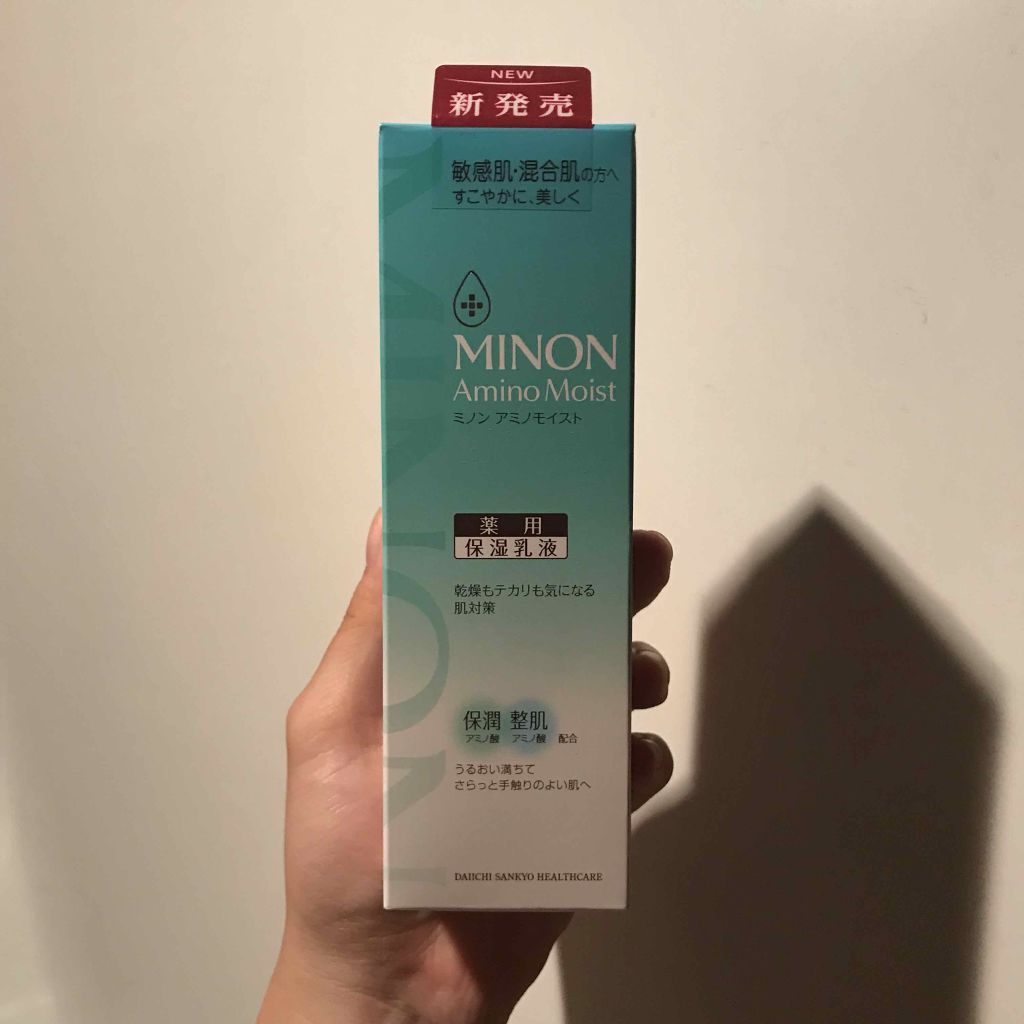 NEW
新発売
敏感肌・混合肌の方へ
すこやかに、美しく
MINON
Amino Moist
ミノン アミノモイスト
薬用
保湿乳液
乾燥もテカリも気になる
肌対策
保潤 整肌
アミノ酸 アミノ酸 配合
うるおい満ちて
さらっと手触りのよい肌へ
DAIICHI SANKYO HEALTHCARE
MINON